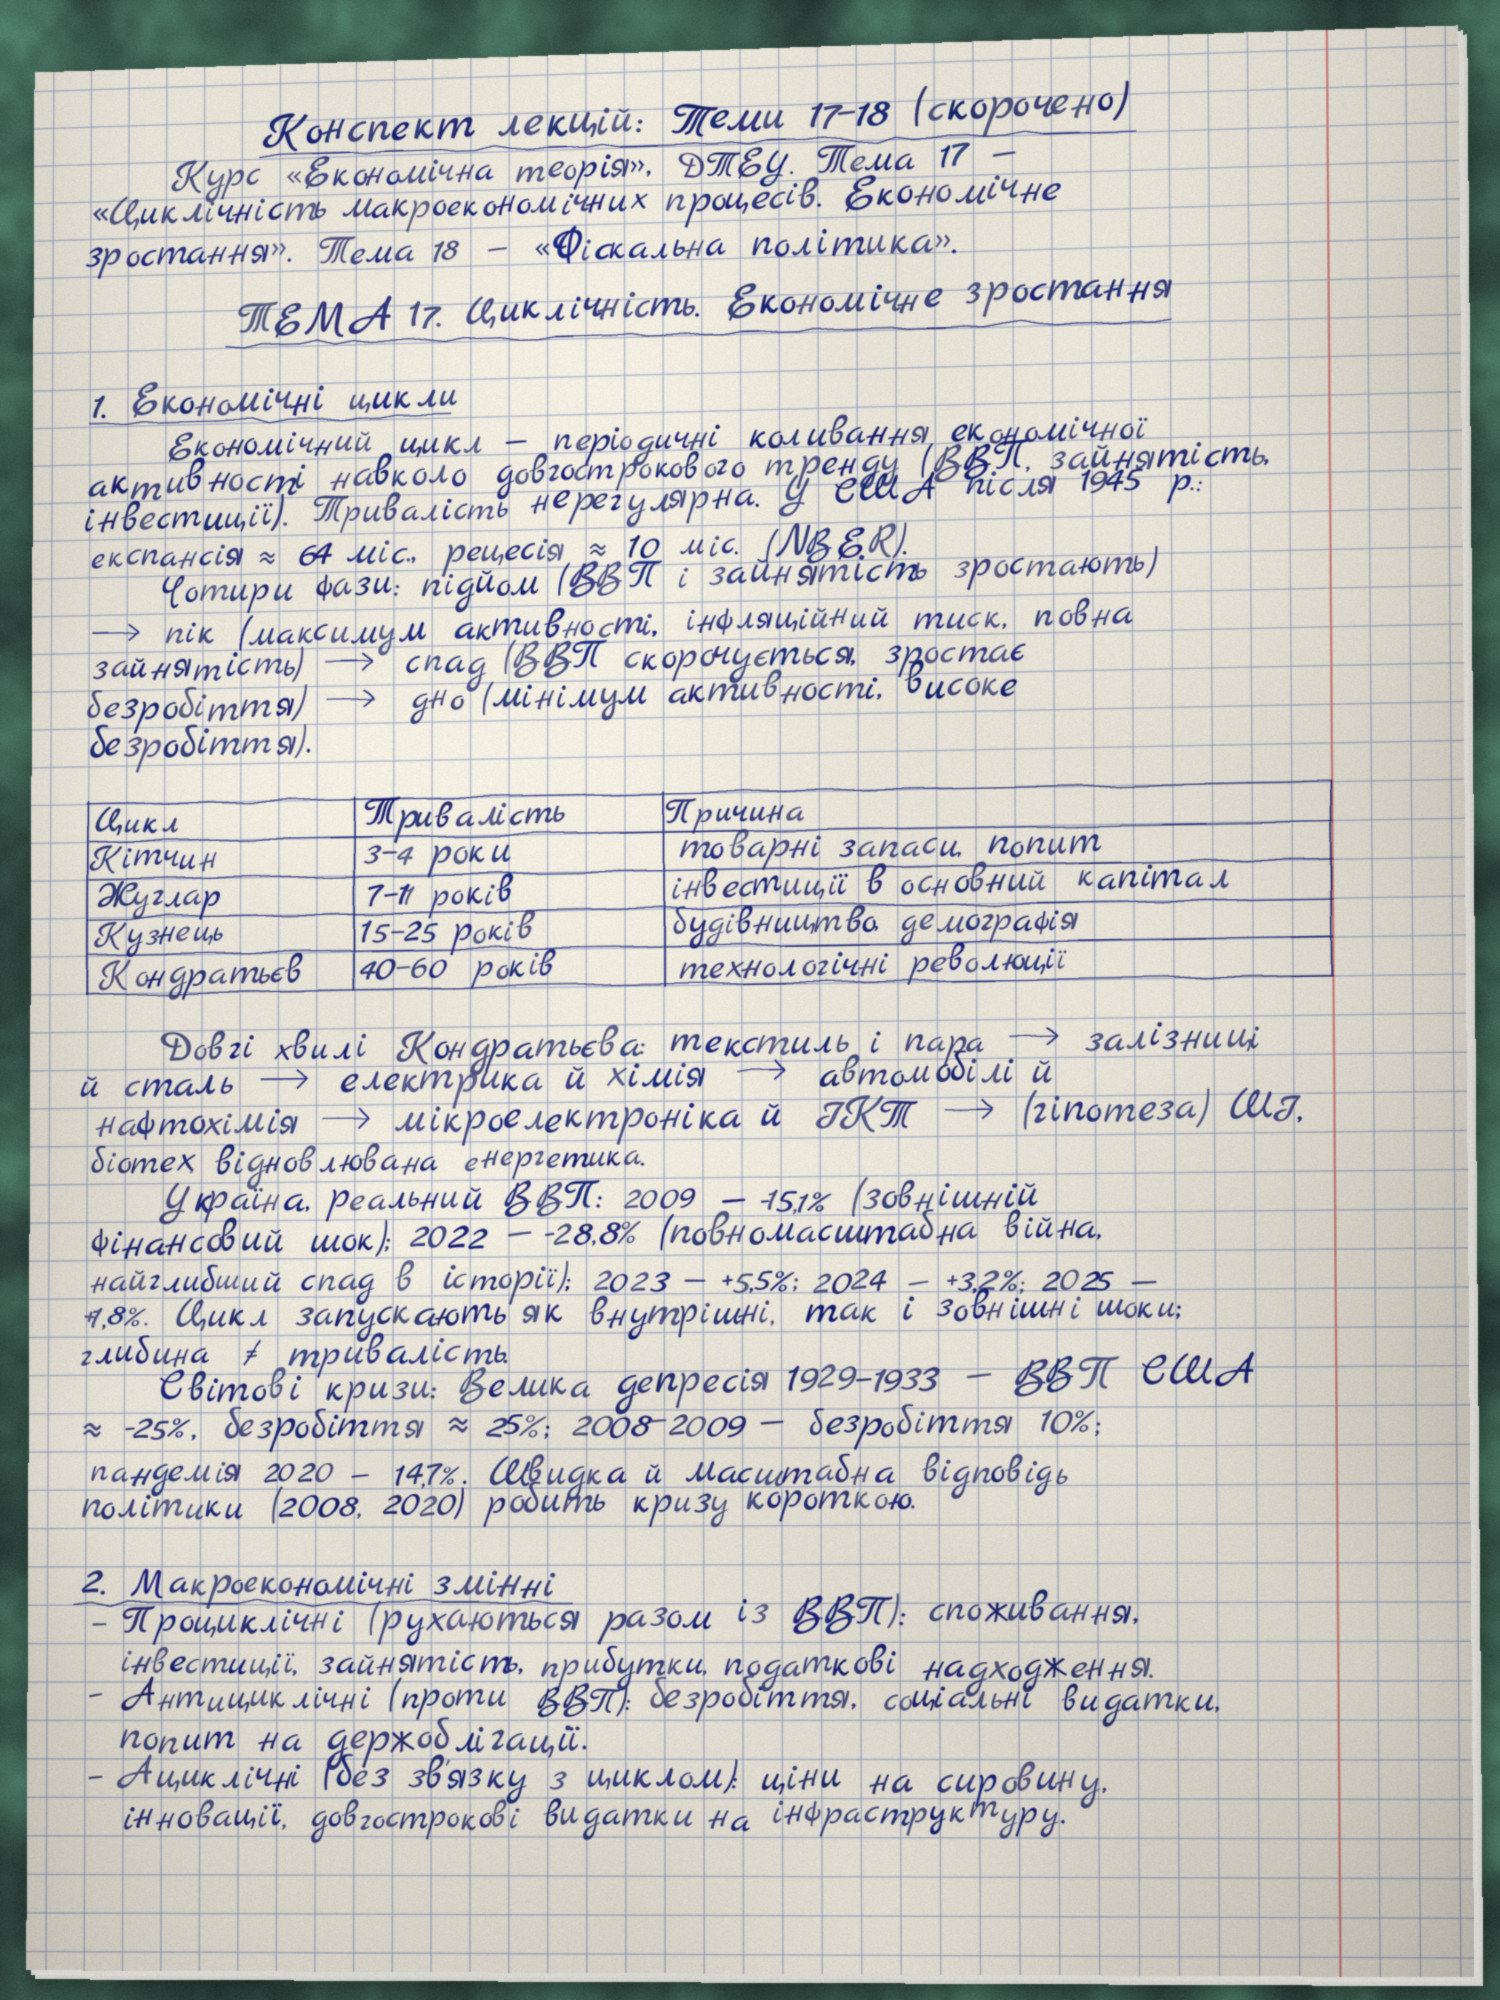 Конспект лекцій: Теми 17–18 (скорочено)
Курс «Економічна теорія», ДТЕУ. Тема 17 –
«Циклічність макроекономічних процесів. Економічне
зростання». Тема 18 – «Фіскальна політика».
ТЕМА 17. Циклічність. Економічне зростання
1. Економічні цикли
Економічний цикл – періодичні коливання економічної
активності навколо довгострокового тренду (ВВП, зайнятість,
інвестиції). Тривалість нерегулярна. У США після 1945 р.:
експансія ≈ 64 міс., рецесія ≈ 10 міс. (NBER).
Чотири фази: підйом (ВВП і зайнятість зростають)
→ пік (максимум активності, інфляційний тиск, повна
зайнятість) → спад (ВВП скорочується, зростає
безробіття) → дно (мінімум активності, високе
безробіття).
Цикл Тривалість Причина
Кітчин 3–4 роки товарні запаси, попит
Жуглар 7–11 років інвестиції в основний капітал
Кузнець 15–25 років будівництво, демографія
Кондратьєв 40–60 років технологічні революції
Довгі хвилі Кондратьєва: текстиль і пара → залізниці
й сталь → електрика й хімія → автомобілі й
нафтохімія → мікроелектроніка й ІКТ → (гіпотеза) ШІ,
біотех, відновлювана енергетика.
Україна, реальний ВВП: 2009 – -15,1% (зовнішній
фінансовий шок); 2022 – -28,8% (повномасштабна війна,
найглибший спад в історії); 2023 – +5,5%; 2024 – +3,2%; 2025 –
+1,8%. Цикл запускають як внутрішні, так і зовнішні шоки;
глибина ≠ тривалість.
Світові кризи: Велика депресія 1929–1933 – ВВП США
≈ -25%, безробіття ≈ 25%; 2008–2009 – безробіття 10%;
пандемія 2020 – 14,7%. Швидка й масштабна відповідь
політики (2008, 2020) робить кризу короткою.
2. Макроекономічні змінні
– Проциклічні (рухаються разом із ВВП): споживання,
інвестиції, зайнятість, прибутки, податкові надходження.
– Антициклічні (проти ВВП): безробіття, соціальні видатки,
попит на держоблігації.
– Ациклічні (без зв'язку з циклом): ціни на сировину,
інновації, довгострокові видатки на інфраструктуру.